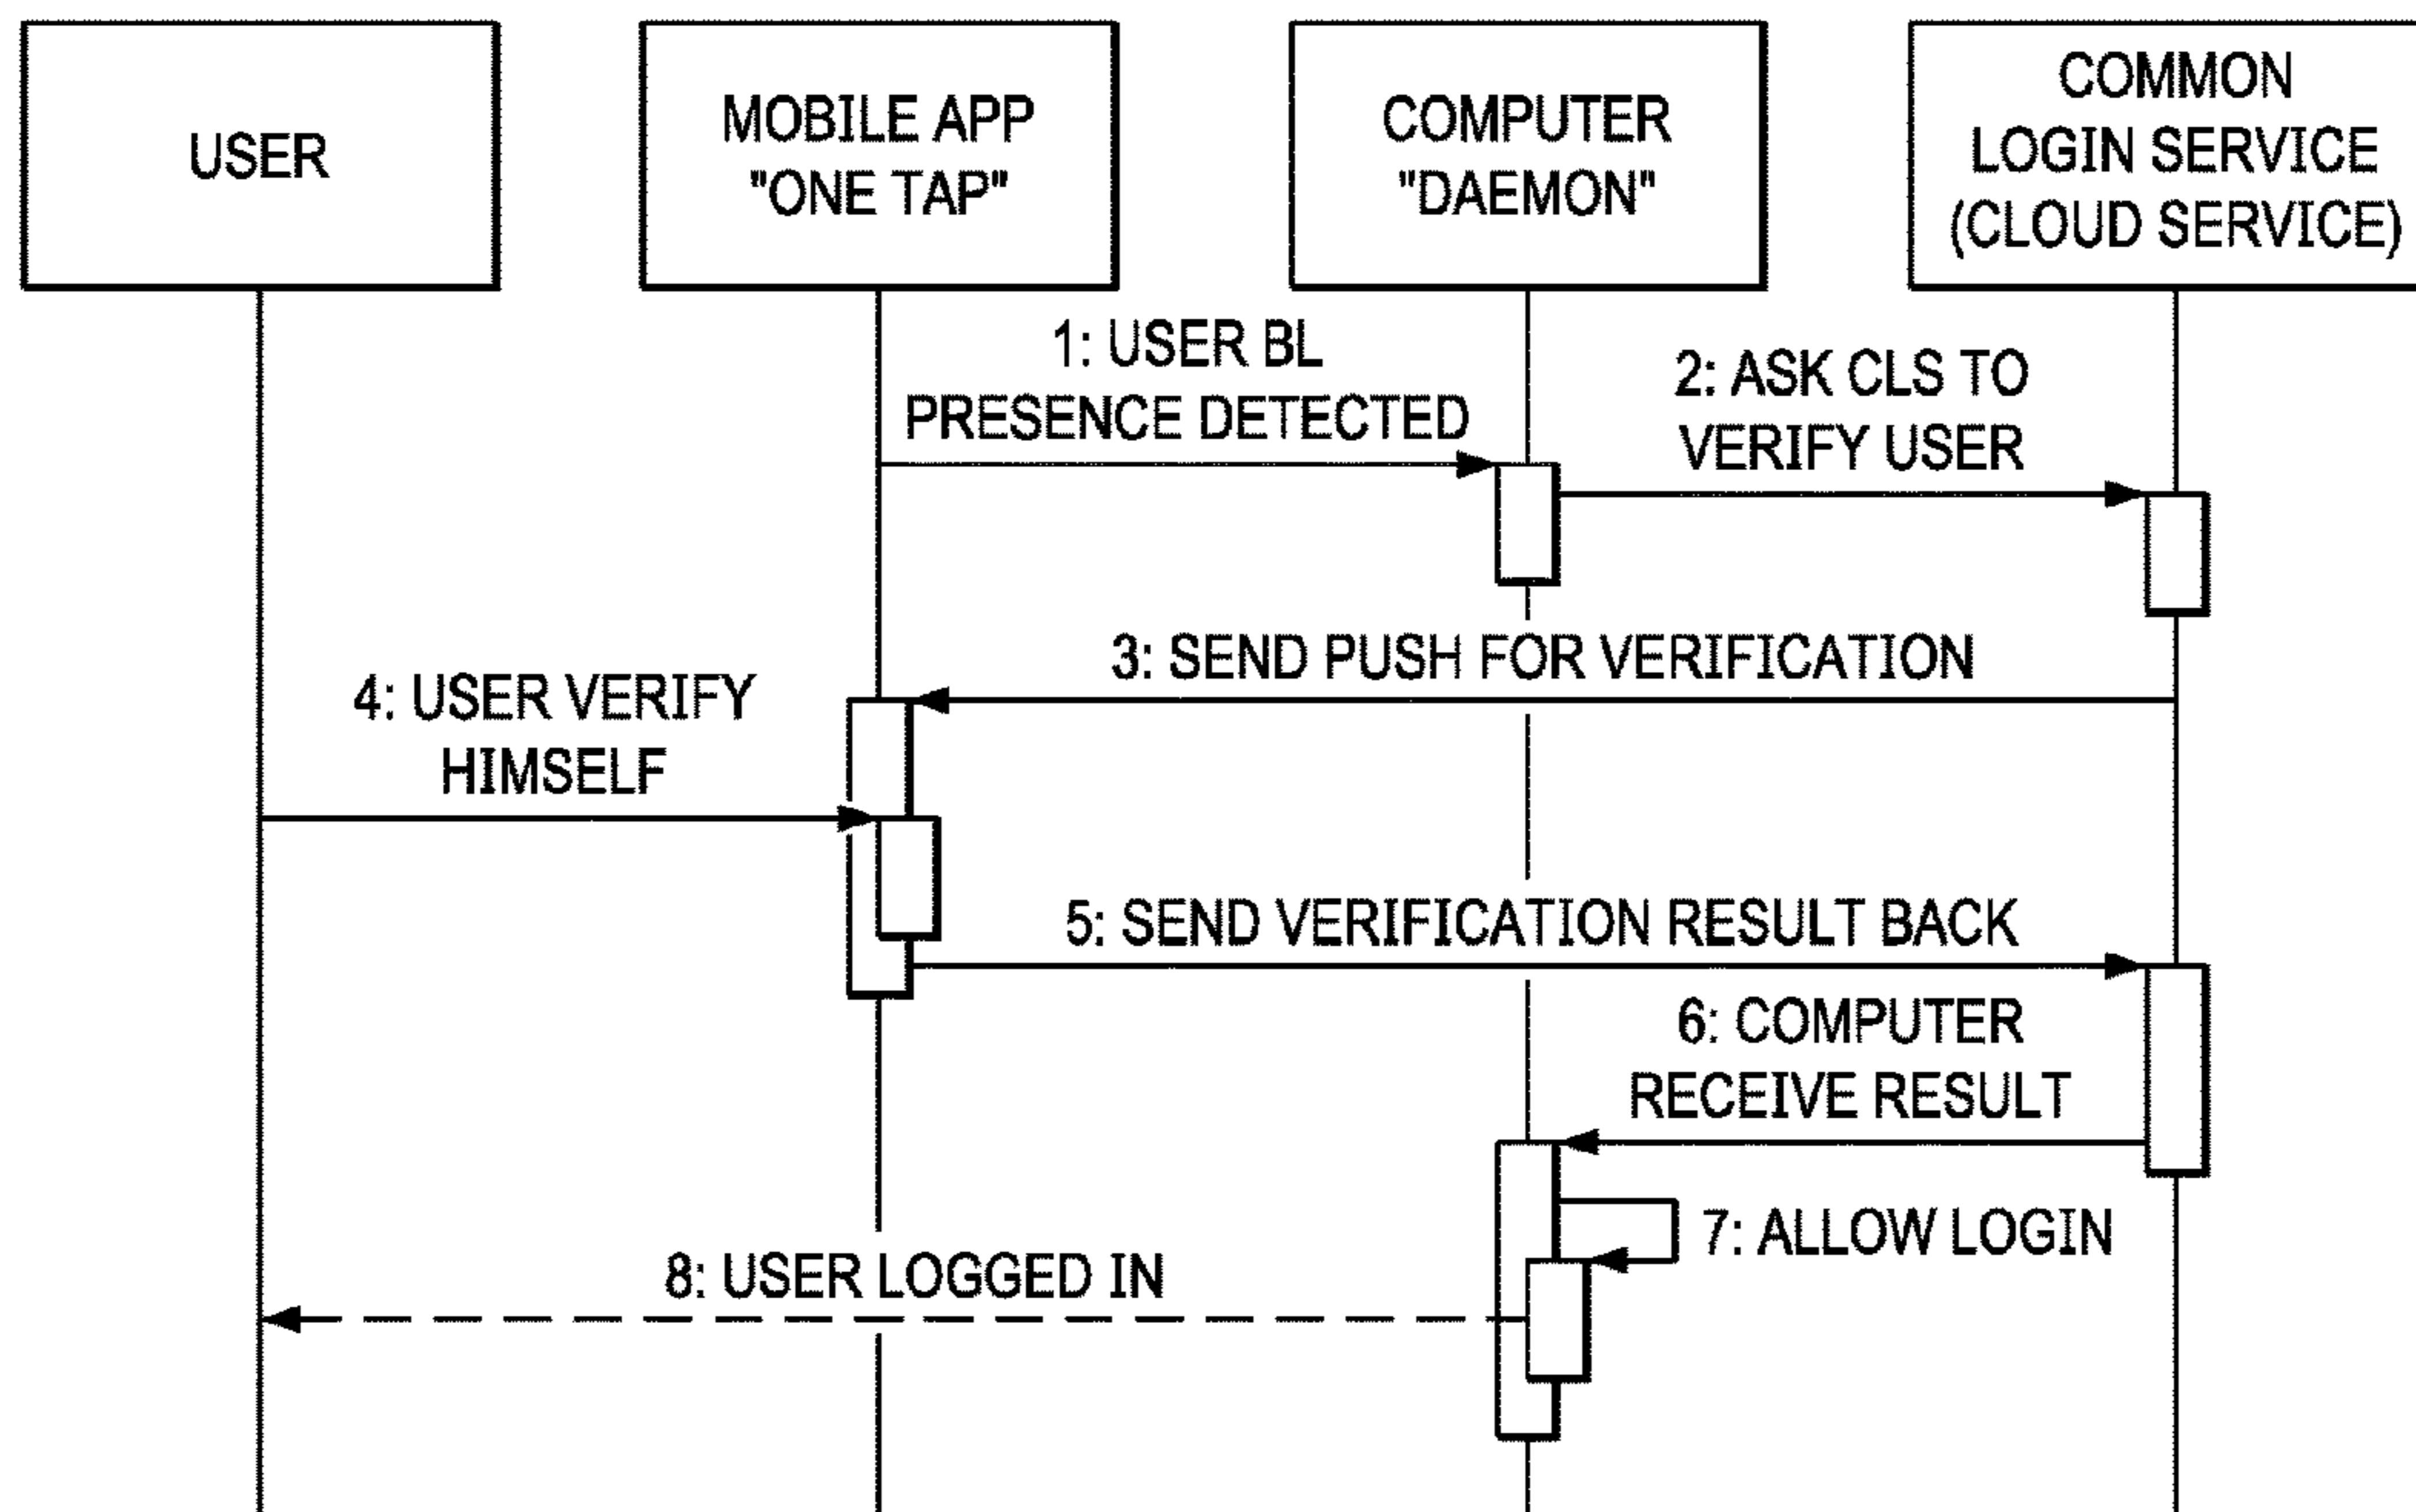 USER
MOBILE APP
"ONE TAP"
COMPUTER
"DAEMON"
COMMON
LOGIN SERVICE
(CLOUD SERVICE)
1: USER BL
PRESENCE DETECTED
2: ASK CLS TO
VERIFY USER
3: SEND PUSH FOR VERIFICATION
4: USER VERIFY
HIMSELF
5: SEND VERIFICATION RESULT BACK
6: COMPUTER
RECEIVE RESULT
7: ALLOW LOGIN
8: USER LOGGED IN